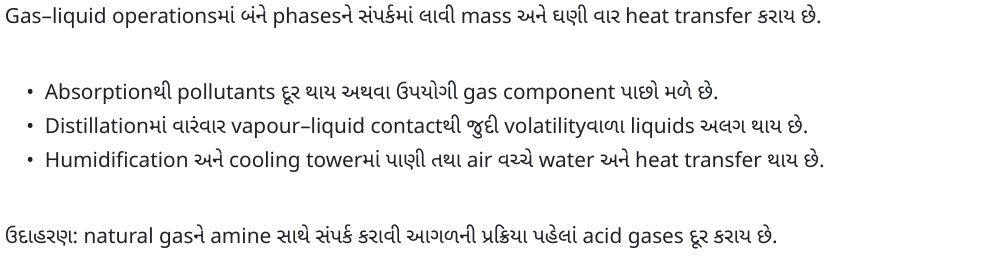 Gas–liquid operationsમાં બંને phasesને સંપર્કમાં લાવી mass અને ઘણી વાર heat transfer કરાય છે.
• Absorptionથી pollutants દૂર થાય અથવા ઉપયોગી gas component પાછો મળે છે.
• Distillationમાં વારંવાર vapour–liquid contactથી જુદી volatilityવાળા liquids અલગ થાય છે.
• Humidification અને cooling towerમાં પાણી તથા air વચ્ચે water અને heat transfer થાય છે.
ઉદાહરણ: natural gasને amine સાથે સંપર્ક કરાવી આગળની પ્રક્રિયા પહેલાં acid gases દૂર કરાય છે.